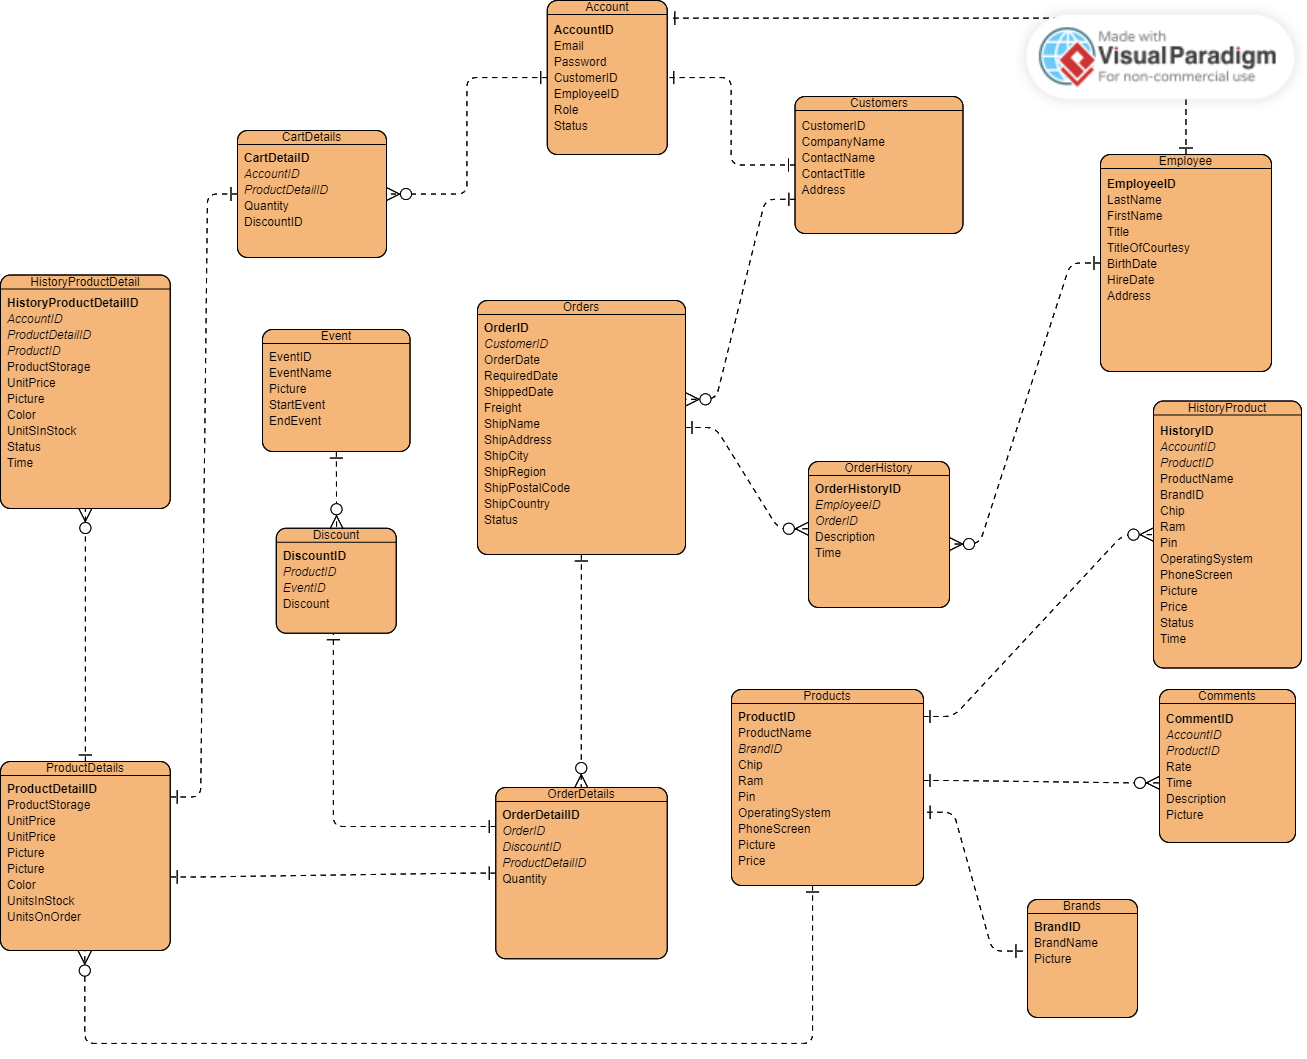 Account
AccountID
Email
Password
CustomerID
EmployeeID
Role
Status
Made with
Visual Paradigm
For non-commercial use
Customers
CustomerID
CompanyName
ContactName
ContactTitle
Address
CartDetails
CartDetailID
AccountID
ProductDetailID
Quantity
DiscountID
Employee
EmployeeID
LastName
FirstName
Title
TitleOfCourtesy
BirthDate
HireDate
Address
HistoryProductDetail
HistoryProductDetailID
AccountID
ProductDetailID
ProductID
ProductStorage
UnitPrice
Picture
Color
UnitSInStock
Status
Time
Event
EventID
EventName
Picture
StartEvent
EndEvent
Orders
OrderID
CustomerID
OrderDate
RequiredDate
ShippedDate
Freight
ShipName
ShipAddress
ShipCity
ShipRegion
ShipPostalCode
ShipCountry
Status
OrderHistory
OrderHistoryID
EmployeeID
OrderID
Description
Time
HistoryProduct
HistoryID
AccountID
ProductID
ProductName
BrandID
Chip
Ram
Pin
OperatingSystem
PhoneScreen
Picture
Price
Status
Time
Discount
DiscountID
ProductID
EventID
Discount
Products
ProductID
ProductName
BrandID
Chip
Ram
Pin
OperatingSystem
PhoneScreen
Picture
Price
Comments
CommentID
AccountID
ProductID
Rate
Time
Description
Picture
ProductDetails
ProductDetailID
ProductStorage
UnitPrice
UnitPrice
Picture
Picture
Color
UnitsInStock
UnitsOnOrder
OrderDetails
OrderDetailID
OrderID
DiscountID
ProductDetailID
Quantity
Brands
BrandID
BrandName
Picture